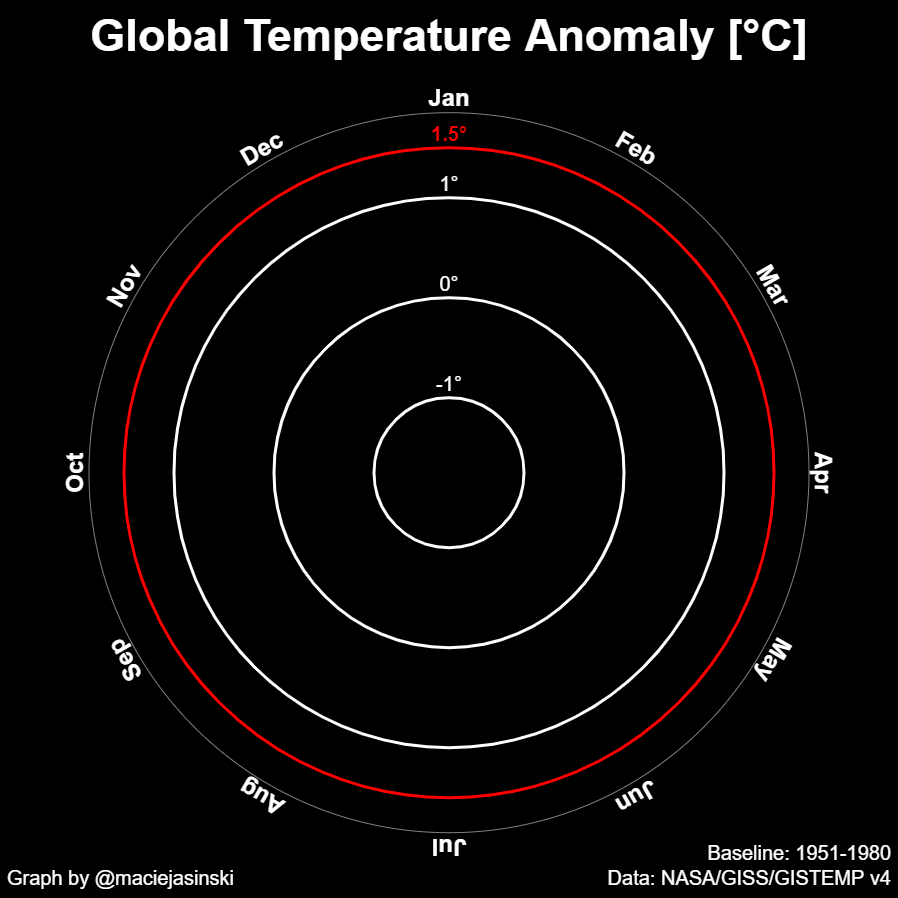 Global Temperature Anomaly [°C]
Jan
Feb
Mar
Apr
May
Jun
Jul
Aug
Sep
Oct
Nov
Dec
1.5°
1°
0°
-1°
Baseline: 1951-1980
Graph by @maciejasinski
Data: NASA/GISS/GISTEMP v4